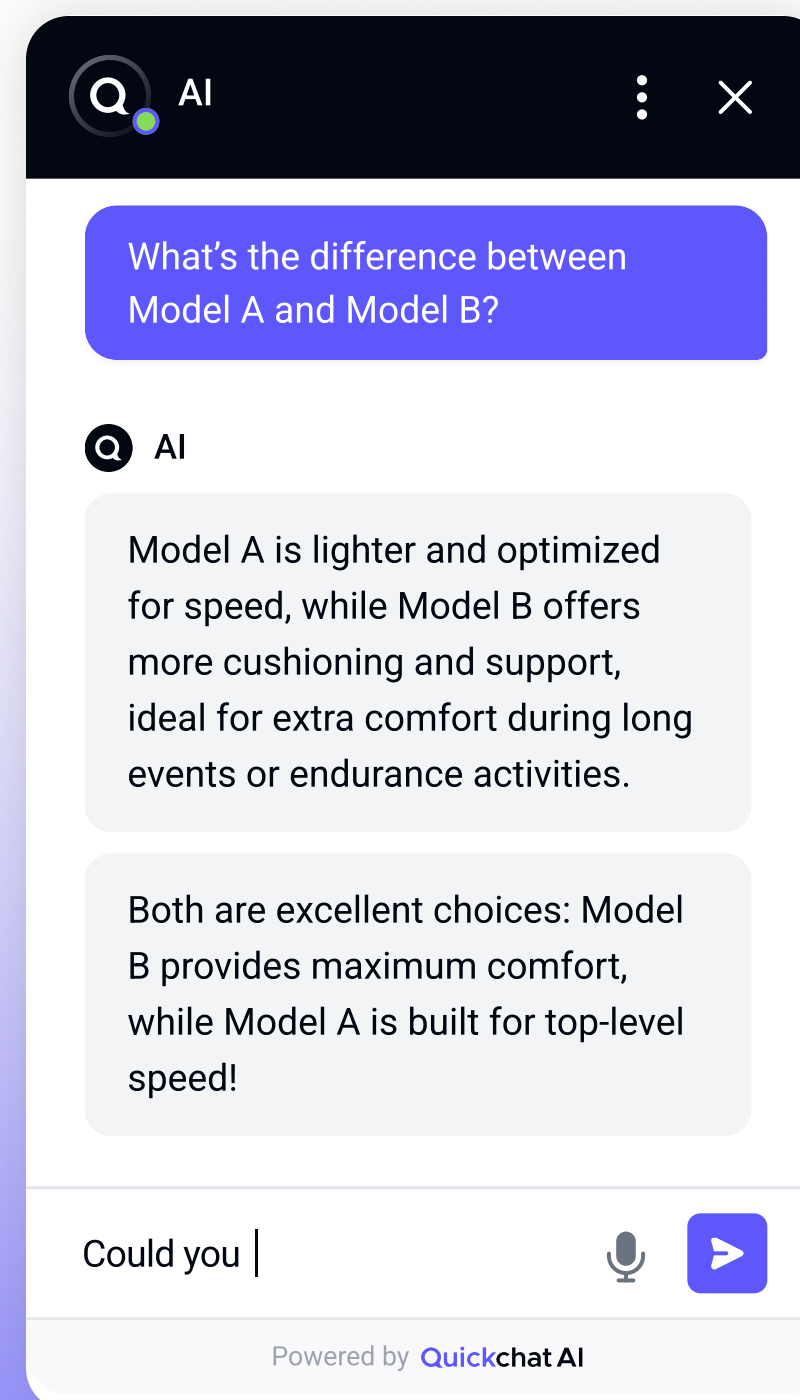 AI
What’s the difference between
Model A and Model B?
AI
Model A is lighter and optimized
for speed, while Model B offers
more cushioning and support,
ideal for extra comfort during long
events or endurance activities.
Both are excellent choices: Model
B provides maximum comfort,
while Model A is built for top-level
speed!
Could you
Powered by Quickchat AI